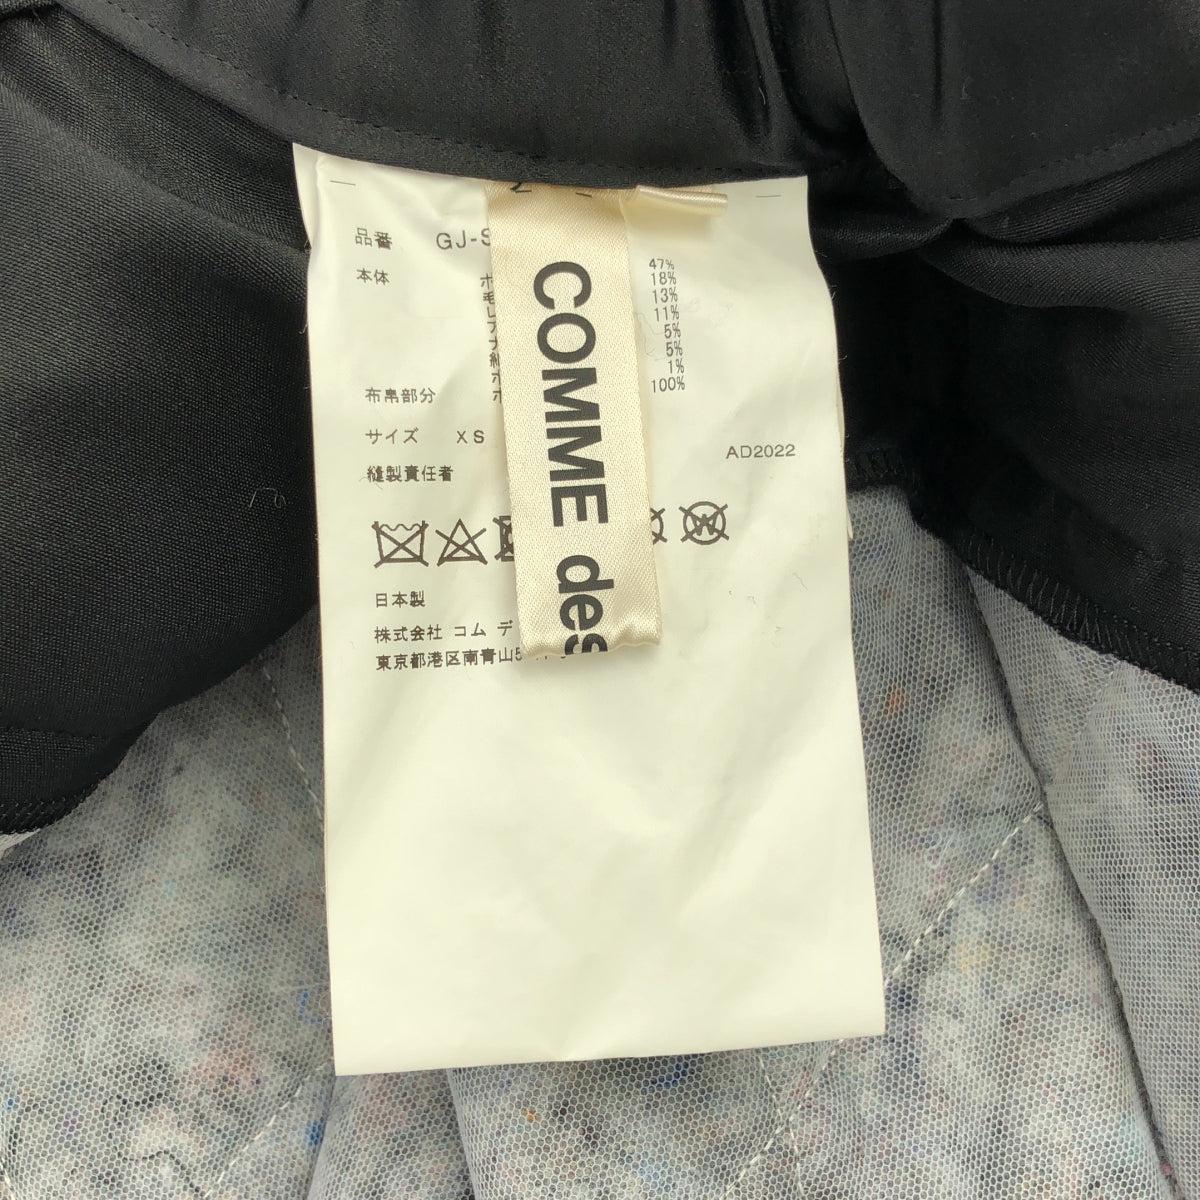 品番 GJ-S
本体
47%
18%
13%
11%
5%
5%
1%
布帛部分 100%
サイズ XS
AD2022
縫製責任者
W
日本製
株式会社 コム デ
東京都港区南青山5
COMME des